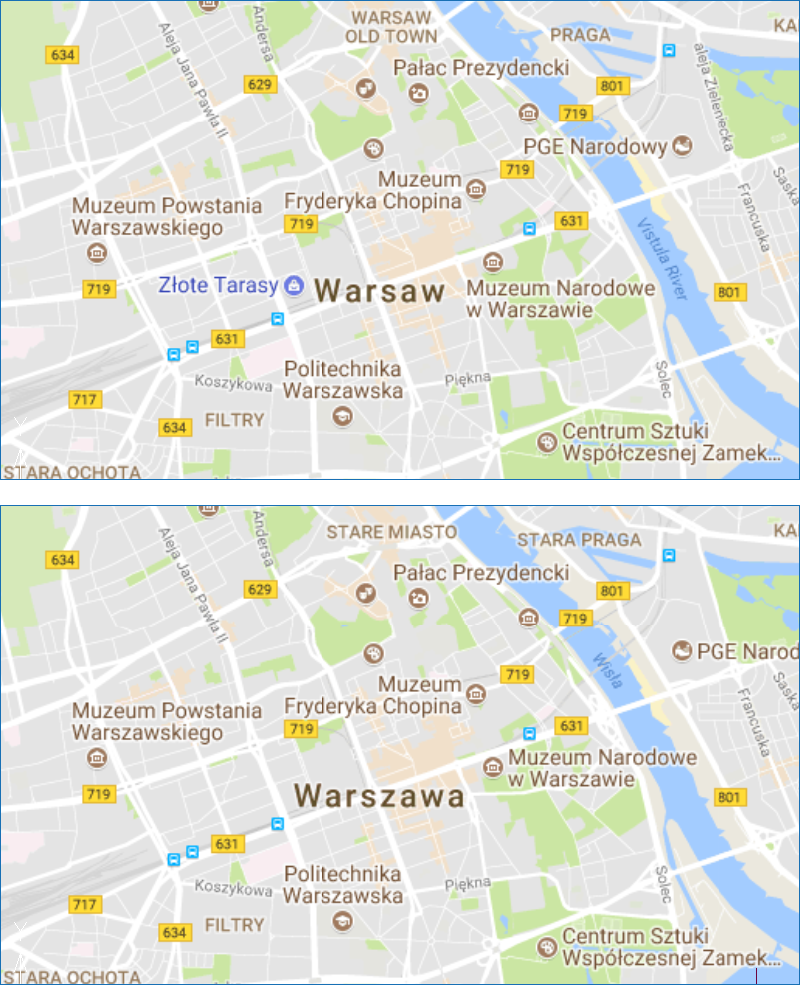 WARSAW
OLD TOWN
Andersa
634
PRAGA
KA
Aleja Jana Pawła II
aleja Zieleniecka
Pałac Prezydencki
629
801
719
PGE Narodowy
719
Muzeum
Fryderyka Chopina
Saska
Francuska
Muzeum Powstania
Warszawskiego
719
631
Vistula River
719
Złote Tarasy
Warsaw
Muzeum Narodowe
w Warszawie
801
631
Politechnika
Warszawska
Koszykowa
Piękna
Solec
717
634
FILTRY
Centrum Sztuki
Współczesnej Zamek...
STARA OCHOTA
Andersa
STARE MIASTO
STARA PRAGA
KA
634
Aleja Jana Pawła II
Pałac Prezydencki
629
801
719
PGE Narod
Wisła
719
Muzeum
Fryderyka Chopina
Saska
Francuska
Muzeum Powstania
Warszawskiego
719
631
Muzeum Narodowe
w Warszawie
719
Warszawa
801
631
Politechnika
Warszawska
Koszykowa
Piękna
Solec
717
634
FILTRY
Centrum Sztuki
Współczesnej Zamek...
STARA OCHOTA